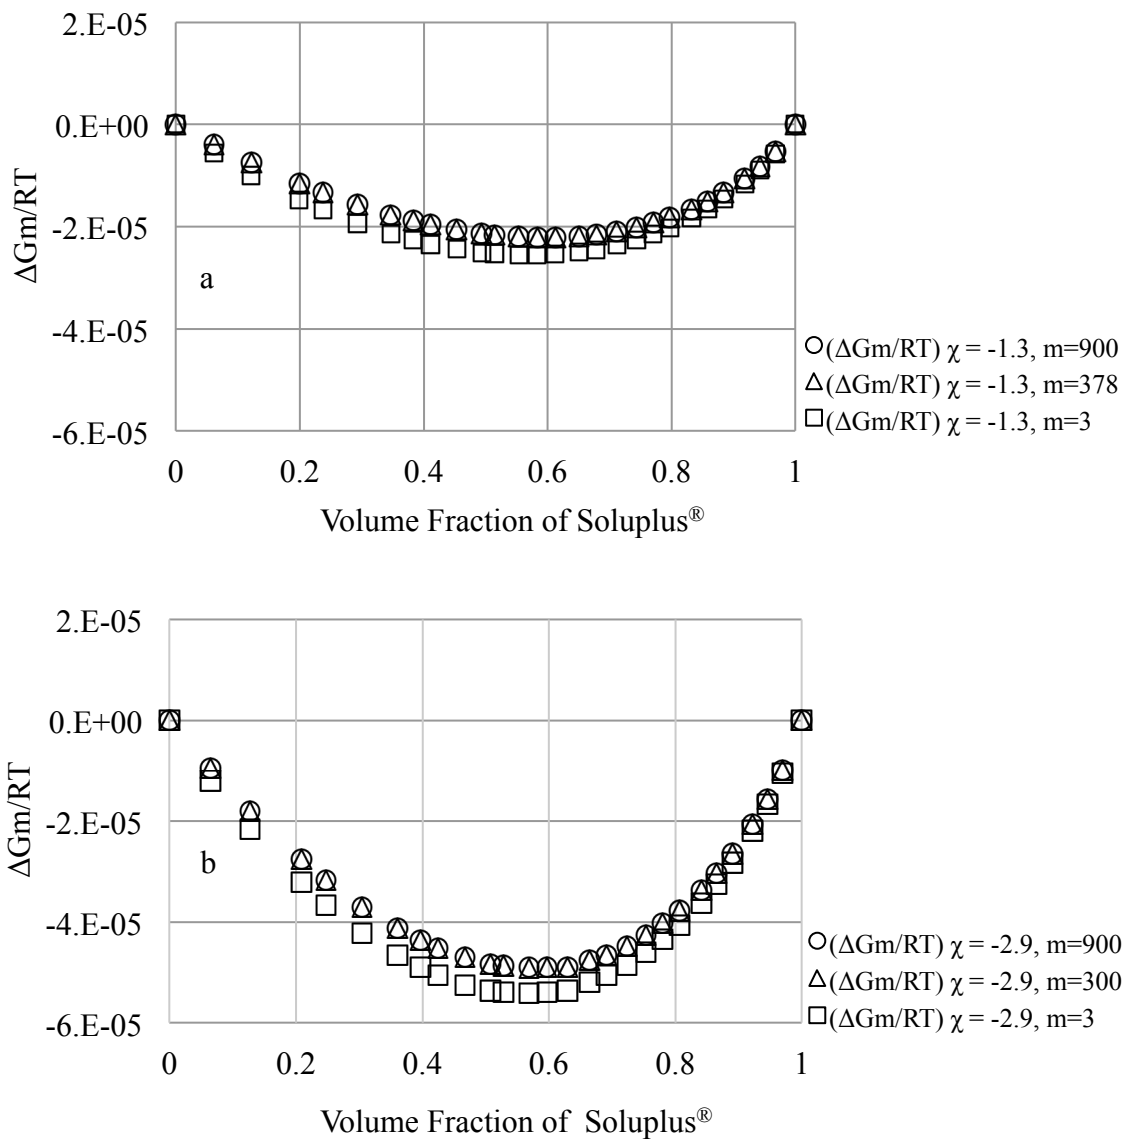 2.E-05
0.E+00
-2.E-05
-4.E-05
-6.E-05
ΔGm/RT
a
0 0.2 0.4 0.6 0.8 1
Volume Fraction of Soluplus®
(ΔGm/RT) χ = -1.3, m=900
(ΔGm/RT) χ = -1.3, m=378
(ΔGm/RT) χ = -1.3, m=3
2.E-05
0.E+00
-2.E-05
-4.E-05
-6.E-05
ΔGm/RT
b
0 0.2 0.4 0.6 0.8 1
Volume Fraction of Soluplus®
(ΔGm/RT) χ = -2.9, m=900
(ΔGm/RT) χ = -2.9, m=300
(ΔGm/RT) χ = -2.9, m=3